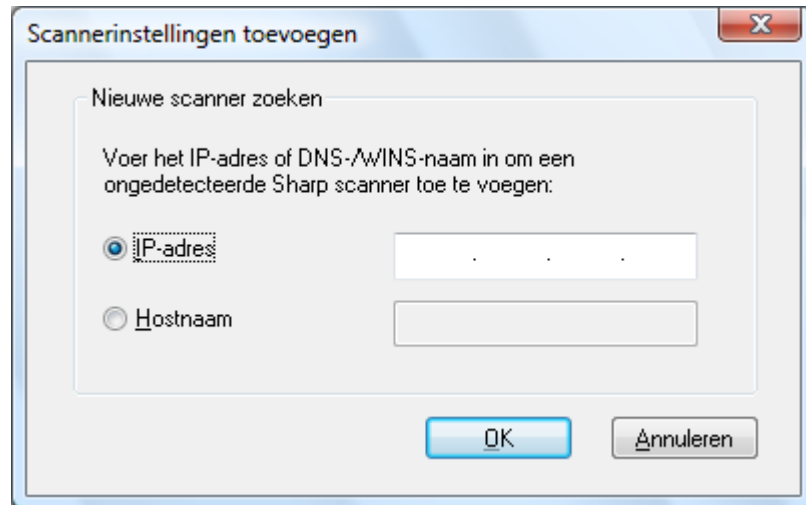 Scannerinstellingen toevoegen
Nieuwe scanner zoeken
Voer het IP-adres of DNS-/WINS-naam in om een
ongedetecteerde Sharp scanner toe te voegen:
IP-adres
. . .
Hostnaam
OK
Annuleren